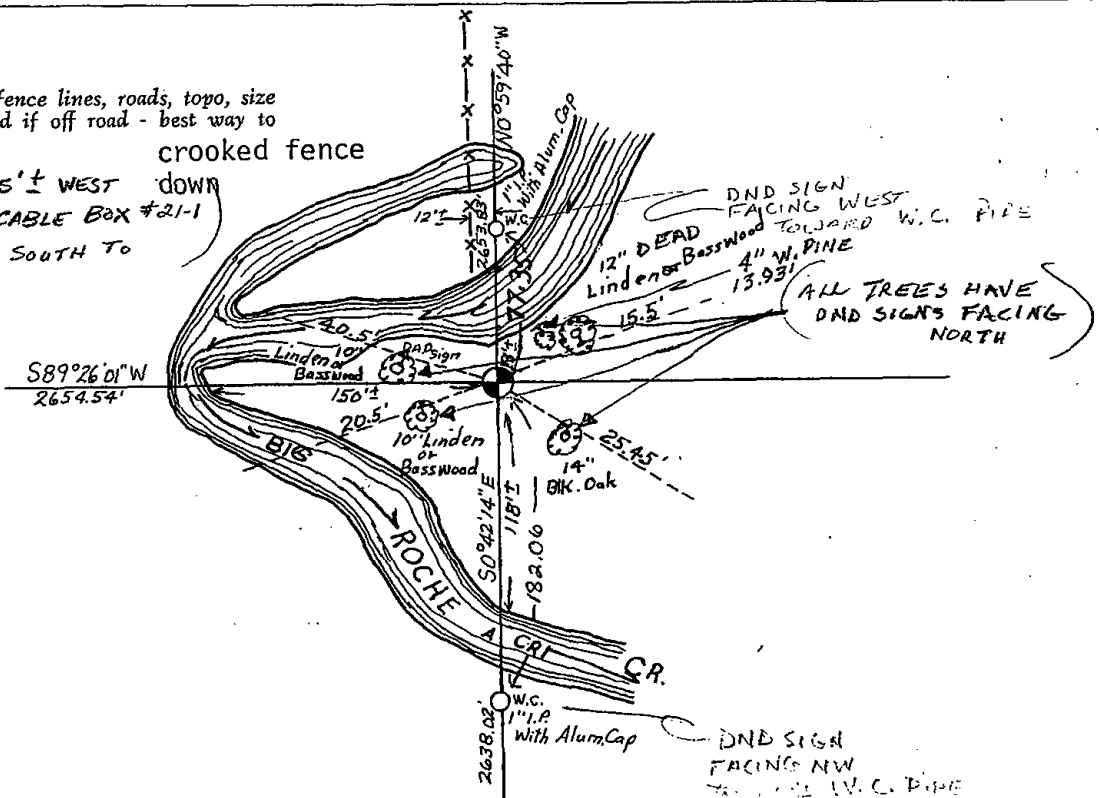 fence lines, roads, topo, size
d if off road - best way to
crooked fence
down
5'± WEST
CABLE BOX #21-1
SOUTH TO
N0°59'40"W
2653.83'
1" I.P.
With Alum. Cap
W.C.
12'±
77.35'
DND SIGN
FACING WEST
TOWARD W.C. PIPE
12" DEAD
Linden or Basswood
4" W. PINE
13.93'
15.5'
ALL TREES HAVE
DND SIGNS FACING
NORTH
40.5'
10"
Linden or
Basswood
S89°26'01"W
2654.54'
150'±
20.5'
10" Linden
or
Basswood
25.45'
14"
Blk. Oak
S0°42'14"E
118'±
182.06
BIG
ROCHE
A
CRI
CR.
W.C.
1" I.P.
With Alum. Cap
2638.02'
DND SIGN
FACING NW
W.C. PIPE